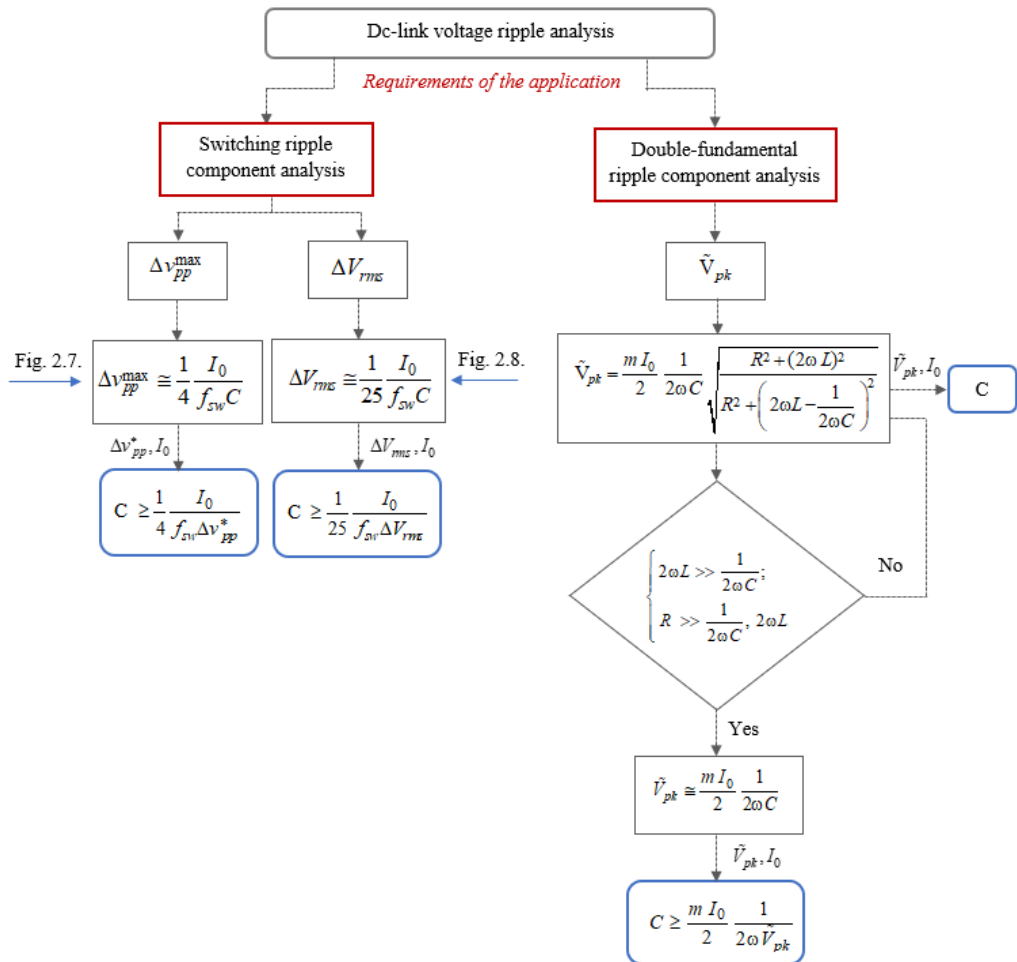 Dc-link voltage ripple analysis
Requirements of the application
Switching ripple
component analysis
Double-fundamental
ripple component analysis
Δv_pp^max
ΔV_rms
Ṽ_pk
Fig. 2.7.
Δv_pp^max ≅ 1/4 I_0/(f_sw C)
ΔV_rms ≅ 1/25 I_0/(f_sw C)
Fig. 2.8.
Ṽ_pk = (m I_0)/2 1/(2ωC) √((R² + (2ω L)²)/(R² + (2ωL − 1/(2ωC))²))
Ṽ_pk, I_0
C
Δv*_pp, I_0
ΔV_rms, I_0
C ≥ 1/4 I_0/(f_sw Δv*_pp)
C ≥ 1/25 I_0/(f_sw ΔV_rms)
{ 2ωL >> 1/(2ωC);
R >> 1/(2ωC), 2ωL
No
Yes
Ṽ_pk ≅ (m I_0)/2 1/(2ωC)
Ṽ_pk, I_0
C ≥ (m I_0)/2 1/(2ω Ṽ_pk)